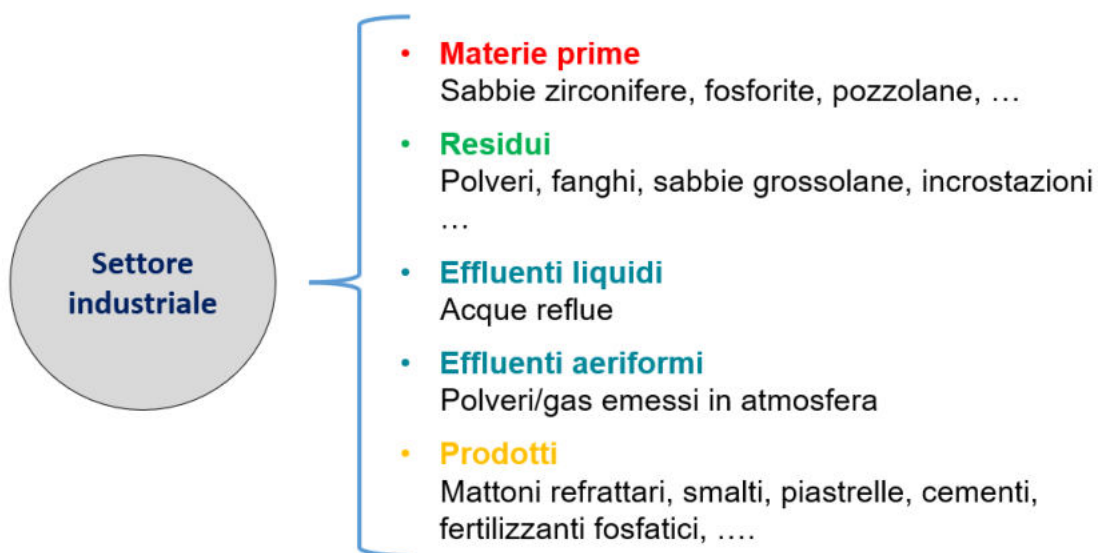 Settore
industriale
• Materie prime
Sabbie zirconifere, fosforite, pozzolane, …
• Residui
Polveri, fanghi, sabbie grossolane, incrostazioni
…
• Effluenti liquidi
Acque reflue
• Effluenti aeriformi
Polveri/gas emessi in atmosfera
• Prodotti
Mattoni refrattari, smalti, piastrelle, cementi,
fertilizzanti fosfatici, ….